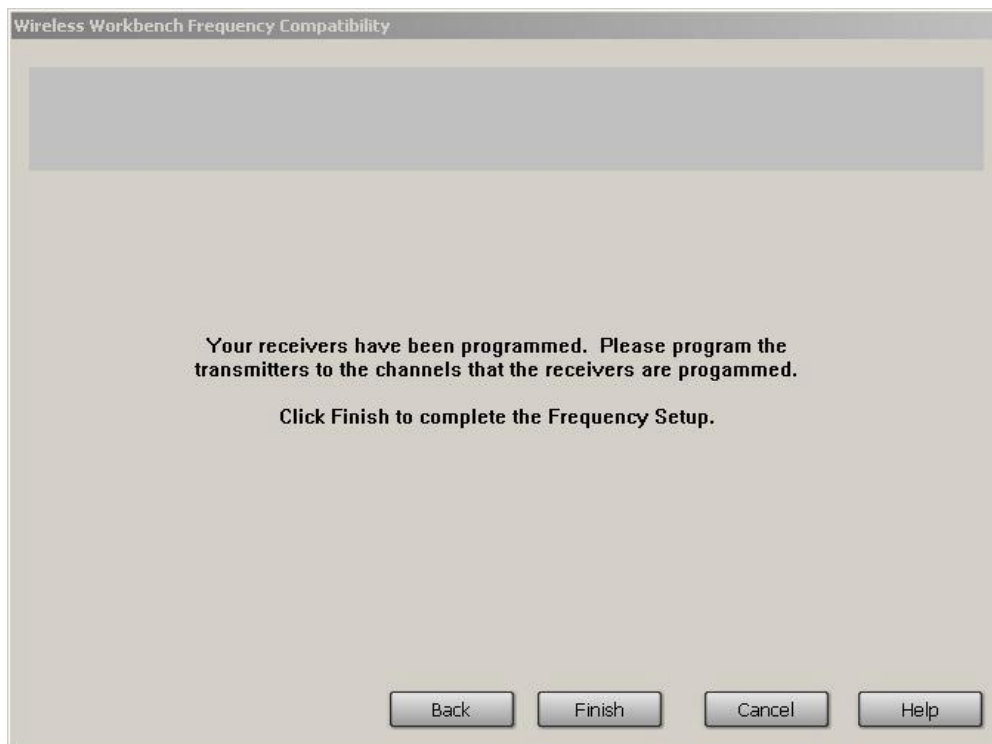 Wireless Workbench Frequency Compatibility
Your receivers have been programmed.  Please program the
transmitters to the channels that the receivers are progammed.
Click Finish to complete the Frequency Setup.
Back
Finish
Cancel
Help